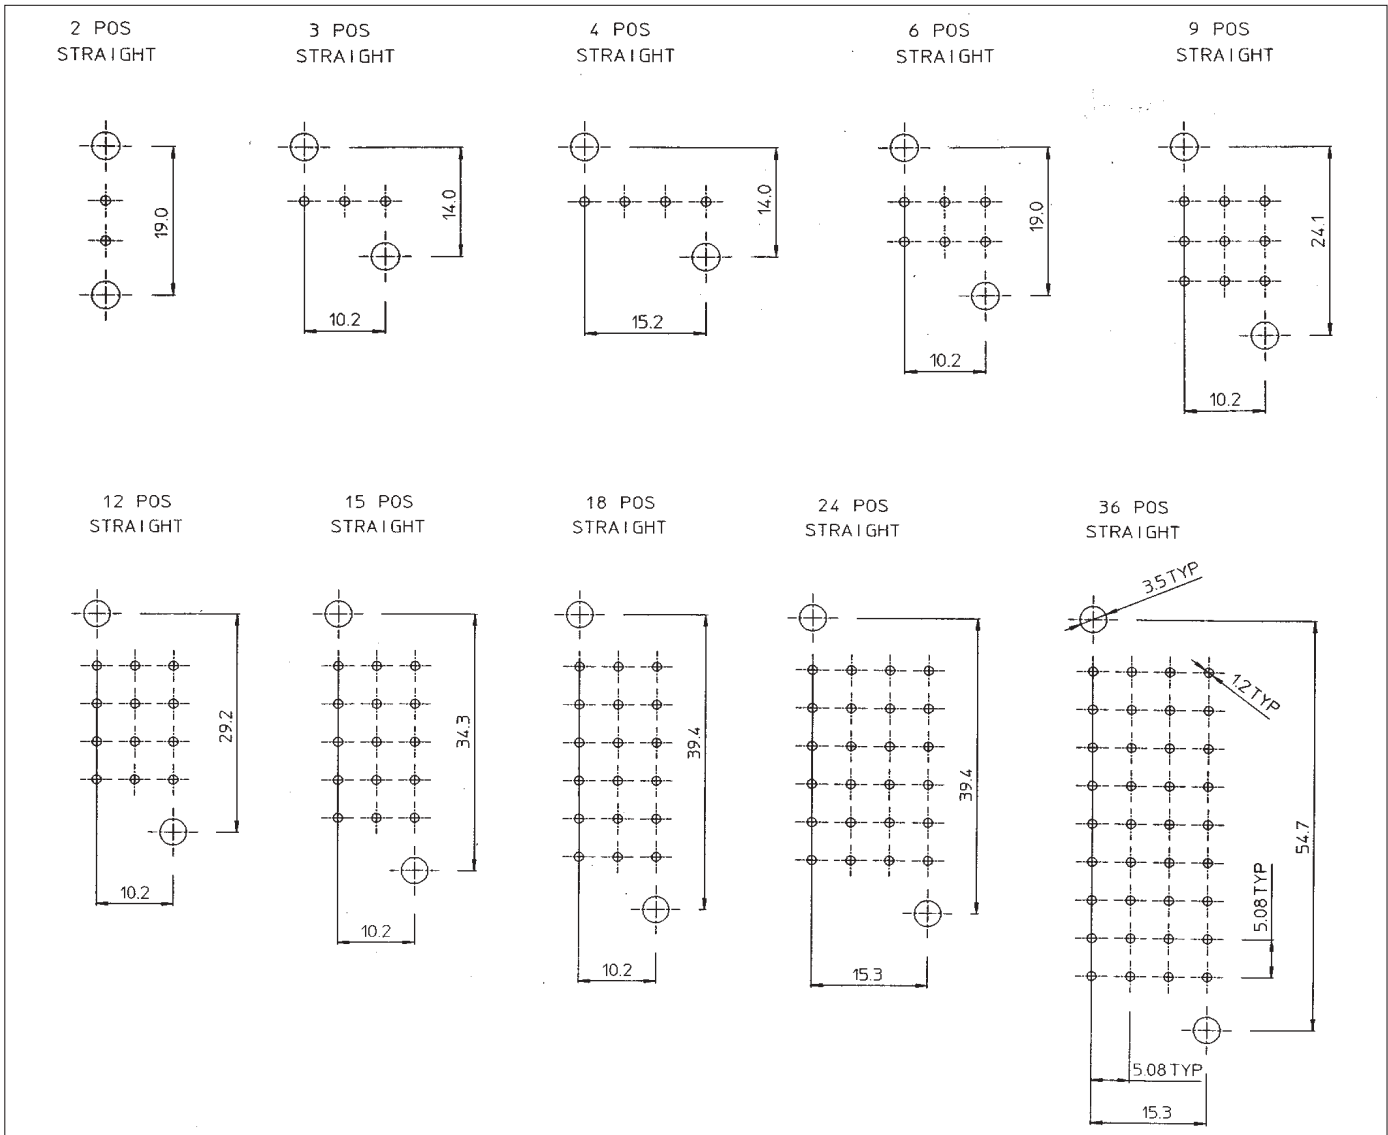 2 POS
STRAIGHT
3 POS
STRAIGHT
4 POS
STRAIGHT
6 POS
STRAIGHT
9 POS
STRAIGHT
19.0
14.0
10.2
14.0
15.2
19.0
10.2
24.1
10.2
12 POS
STRAIGHT
15 POS
STRAIGHT
18 POS
STRAIGHT
24 POS
STRAIGHT
36 POS
STRAIGHT
29.2
10.2
34.3
10.2
39.4
10.2
39.4
15.3
3.5 TYP
1.2 TYP
54.7
5.08 TYP
5.08 TYP
15.3